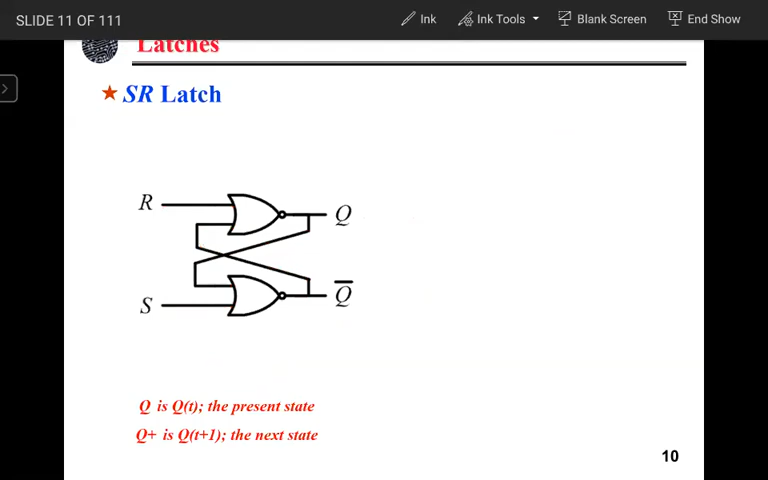 SLIDE 11 OF 111
Ink
Ink Tools
Blank Screen
End Show
Latches
SR Latch
R
Q
S
Q̅
Q is Q(t); the present state
Q+ is Q(t+1); the next state
10